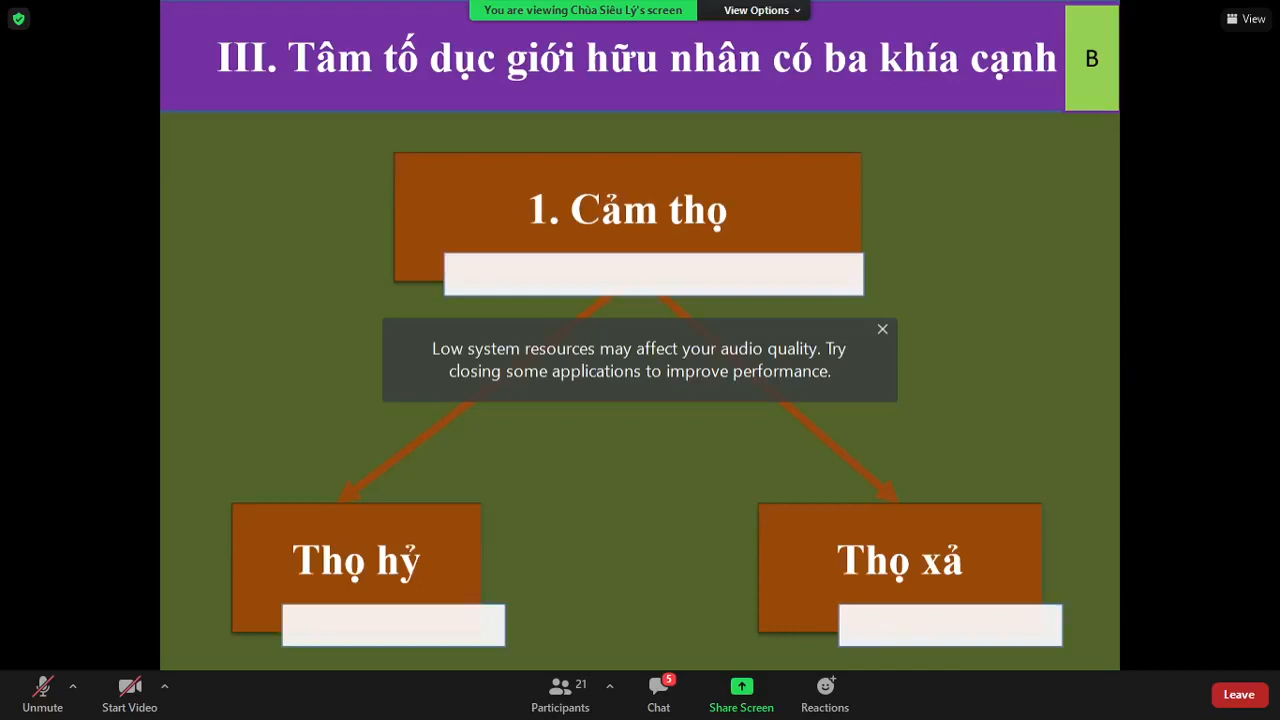 You are viewing Chùa Siêu Lý's screen
View Options
View
III. Tâm tố dục giới hữu nhân có ba khía cạnh
B
1. Cảm thọ
Low system resources may affect your audio quality. Try
closing some applications to improve performance.
Thọ hỷ
Thọ xả
Unmute
Start Video
21
Participants
5
Chat
Share Screen
Reactions
Leave